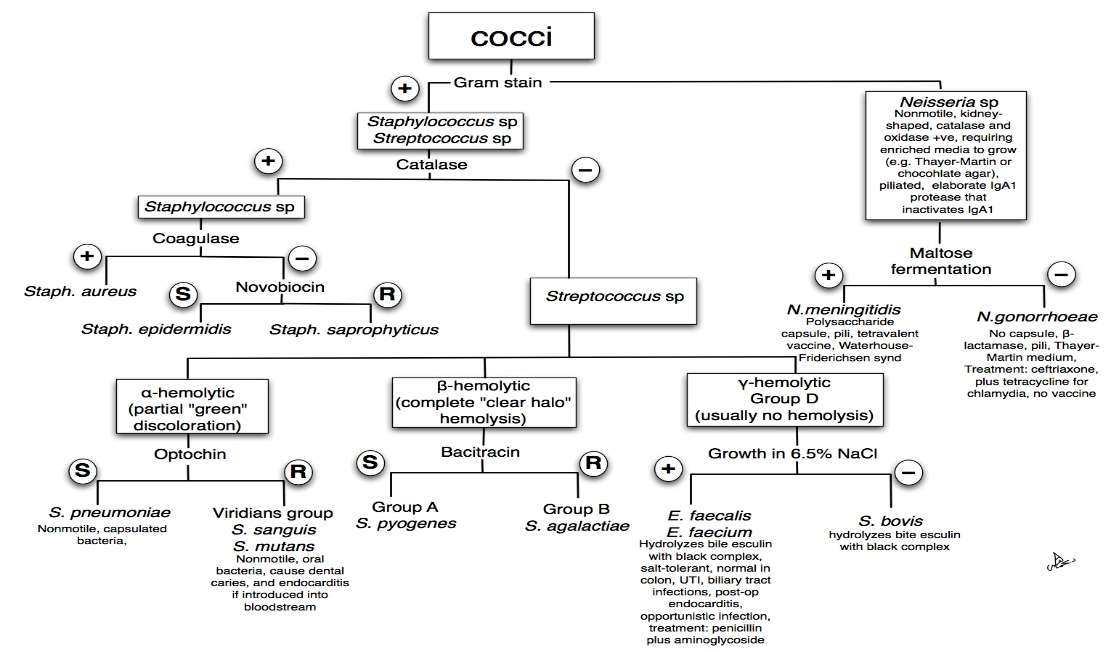 cocci
+
Gram stain
Staphylococcus sp
Streptococcus sp
Neisseria sp
Nonmotile, kidney-
shaped, catalase and
oxidase +ve, requiring
enriched media to grow
(e.g. Thayer-Martin or
chocohlate agar),
piliated, elaborate IgA1
protease that
inactivates IgA1
Catalase
+
−
Staphylococcus sp
Coagulase
+
−
Staph. aureus
Novobiocin
S
R
Staph. epidermidis
Staph. saprophyticus
Streptococcus sp
Maltose
fermentation
+
−
N.meningitidis
Polysaccharide
capsule, pili, tetravalent
vaccine, Waterhouse-
Friderichsen synd
N.gonorrhoeae
No capsule, β-
lactamase, pili, Thayer-
Martin medium,
Treatment: ceftriaxone,
plus tetracycline for
chlamydia, no vaccine
α-hemolytic
(partial "green"
discoloration)
Optochin
S
R
S. pneumoniae
Nonmotile, capsulated
bacteria,
Viridians group
S. sanguis
S. mutans
Nonmotile, oral
bacteria, cause dental
caries, and endocarditis
if introduced into
bloodstream
β-hemolytic
(complete "clear halo"
hemolysis)
Bacitracin
S
R
Group A
S. pyogenes
Group B
S. agalactiae
γ-hemolytic
Group D
(usually no hemolysis)
Growth in 6.5% NaCl
+
−
E. faecalis
E. faecium
Hydrolyzes bile esculin
with black complex,
salt-tolerant, normal in
colon, UTI, biliary tract
infections, post-op
endocarditis,
opportunistic infection,
treatment: penicillin
plus aminoglycoside
S. bovis
hydrolyzes bite esculin
with black complex